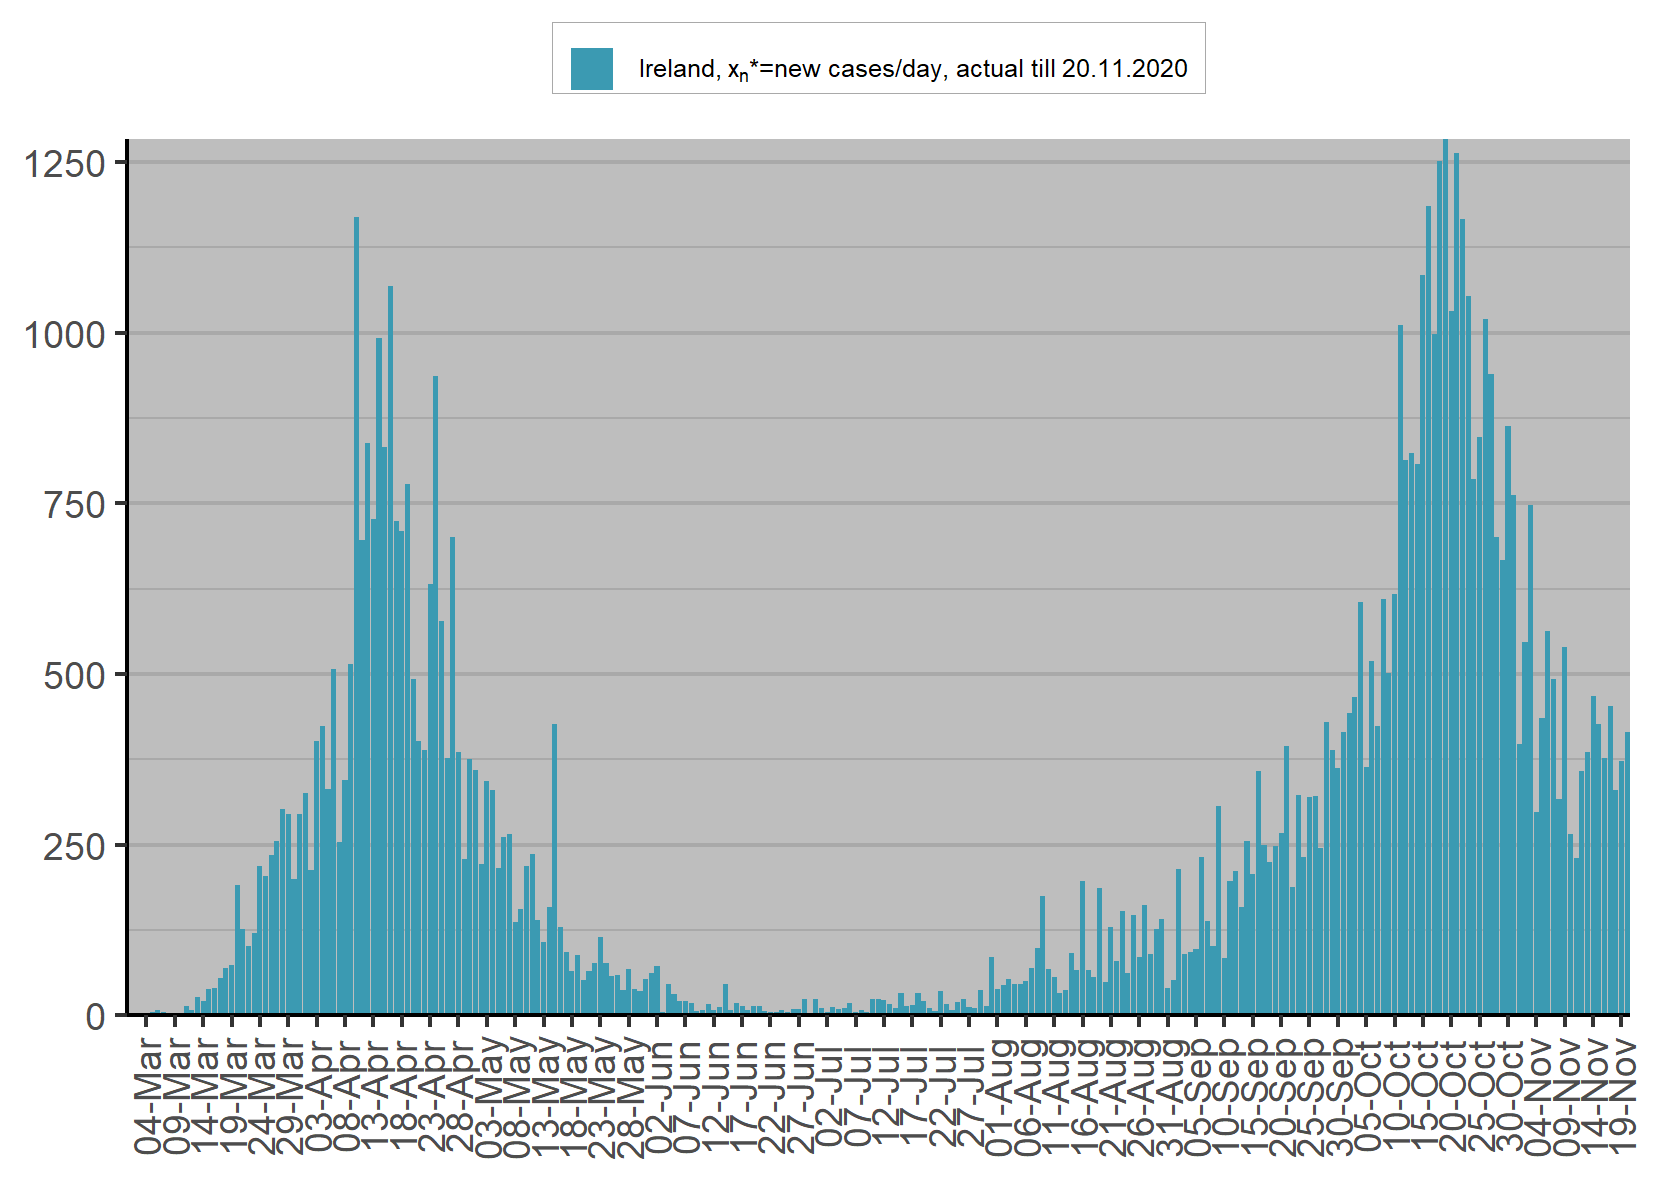 Ireland, xₙ*=new cases/day, actual till 20.11.2020
1250
1000
750
500
250
0
04-Mar
09-Mar
14-Mar
19-Mar
24-Mar
29-Mar
03-Apr
08-Apr
13-Apr
18-Apr
23-Apr
28-Apr
03-May
08-May
13-May
18-May
23-May
28-May
02-Jun
07-Jun
12-Jun
17-Jun
22-Jun
27-Jun
02-Jul
07-Jul
12-Jul
17-Jul
22-Jul
27-Jul
01-Aug
06-Aug
11-Aug
16-Aug
21-Aug
26-Aug
31-Aug
05-Sep
10-Sep
15-Sep
20-Sep
25-Sep
30-Sep
05-Oct
10-Oct
15-Oct
20-Oct
25-Oct
30-Oct
04-Nov
09-Nov
14-Nov
19-Nov